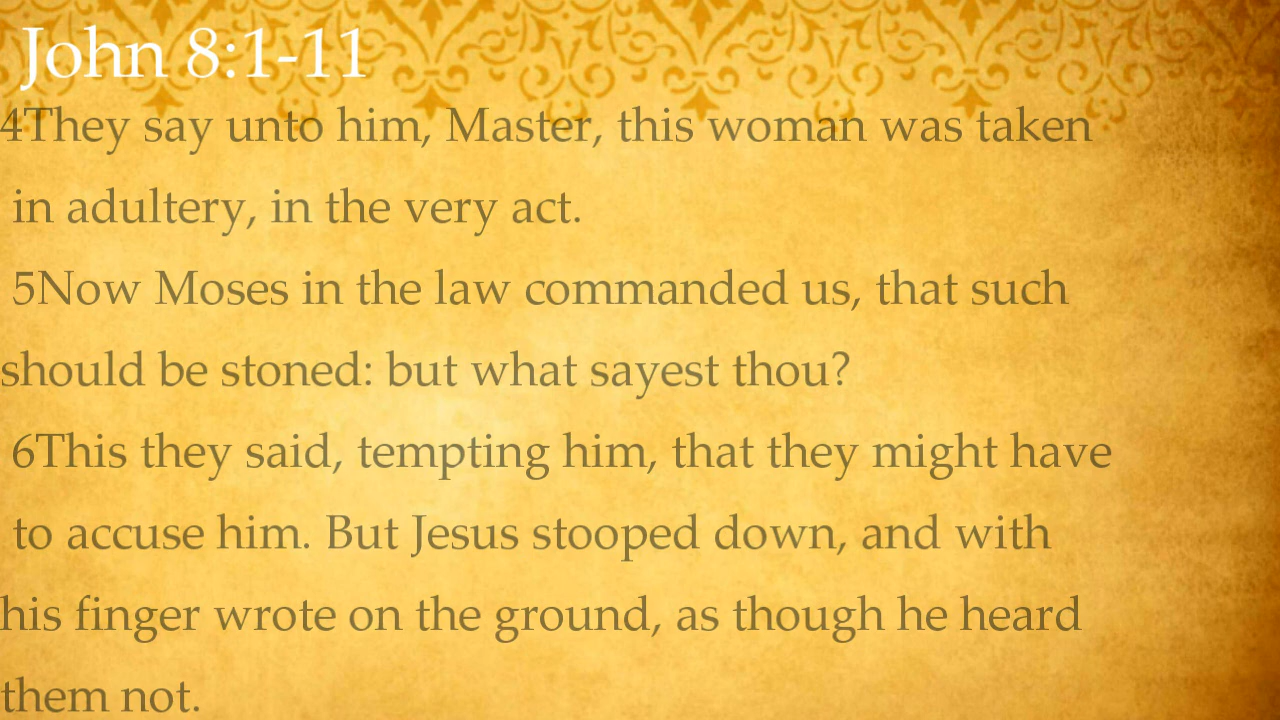 John 8:1-11
4They say unto him, Master, this woman was taken
in adultery, in the very act.
5Now Moses in the law commanded us, that such
should be stoned: but what sayest thou?
6This they said, tempting him, that they might have
to accuse him. But Jesus stooped down, and with
his finger wrote on the ground, as though he heard
them not.